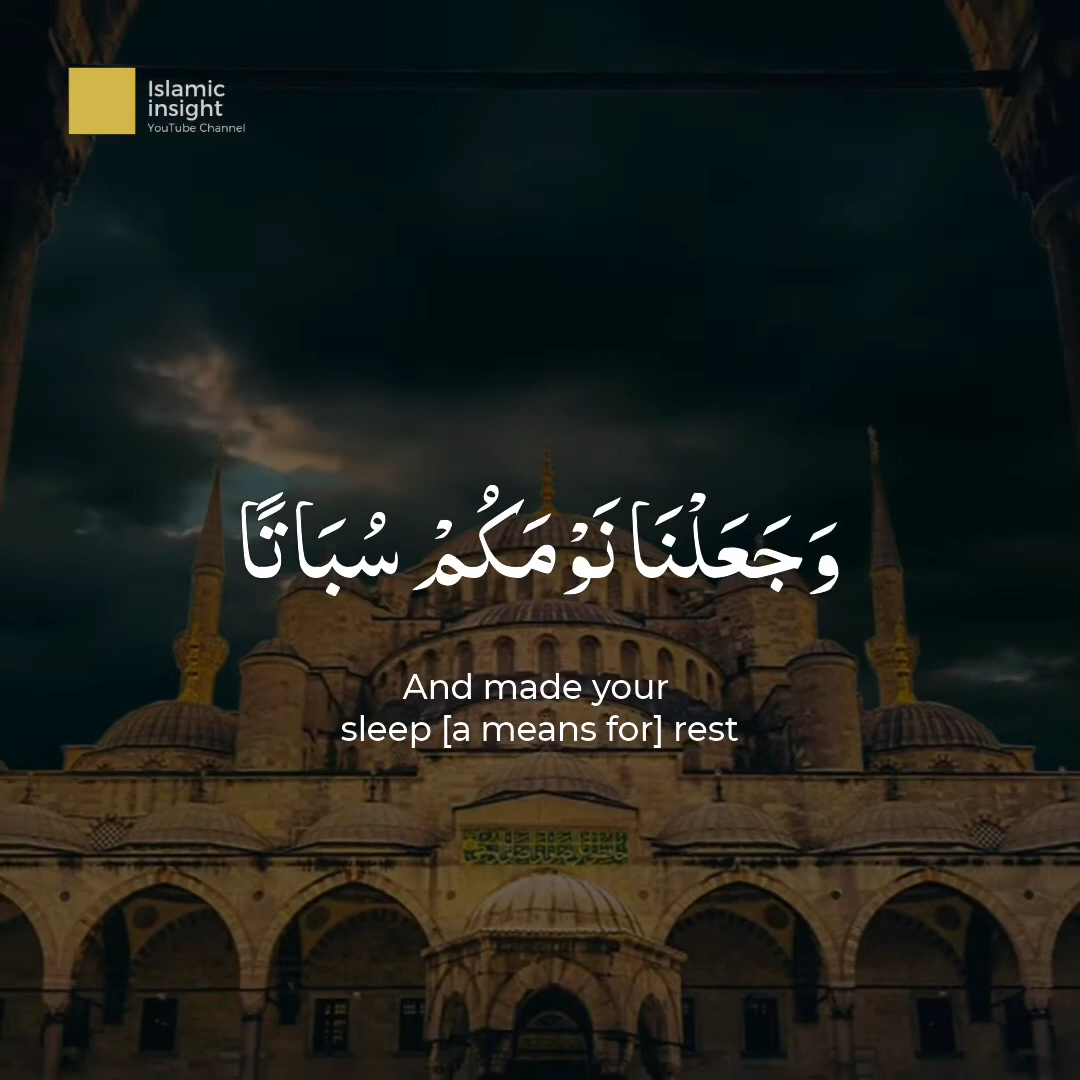 Islamic
insight
YouTube Channel
وَجَعَلْنَا نَوْمَكُمْ سُبَاتًا
And made your
sleep [a means for] rest